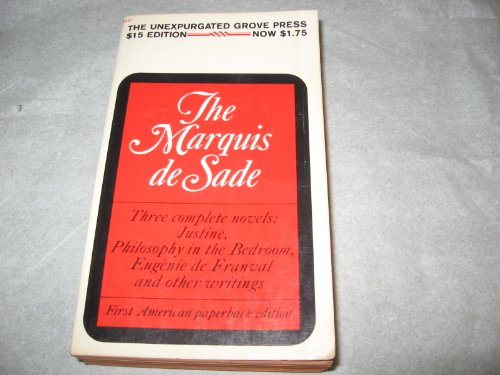 THE UNEXPURGATED GROVE PRESS
$15 EDITION NOW $1.75
The
Marquis
de Sade
Three complete novels:
Justine,
Philosophy in the Bedroom,
Eugénie de Franval
and other writings
First American paperback edition